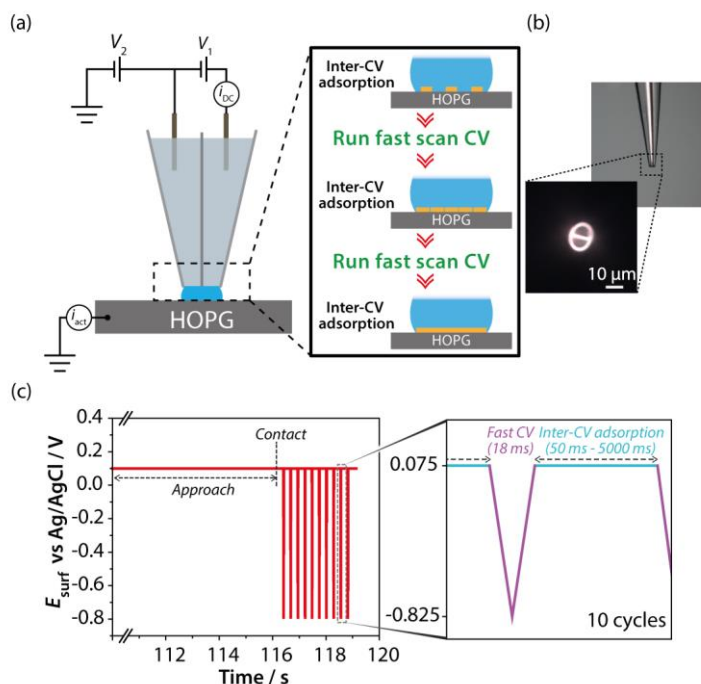 (a)
V2
V1
iDC
iact
HOPG
Inter-CV
adsorption
HOPG
Run fast scan CV
Inter-CV
adsorption
HOPG
Run fast scan CV
Inter-CV
adsorption
HOPG
(b)
10 µm
(c)
Esurf vs Ag/AgCl / V
0.4
0.2
0.0
-0.2
-0.4
-0.6
-0.8
Contact
Approach
112 114 116 118 120
Time / s
Fast CV
(18 ms)
Inter-CV adsorption
(50 ms - 5000 ms)
0.075
-0.825
10 cycles